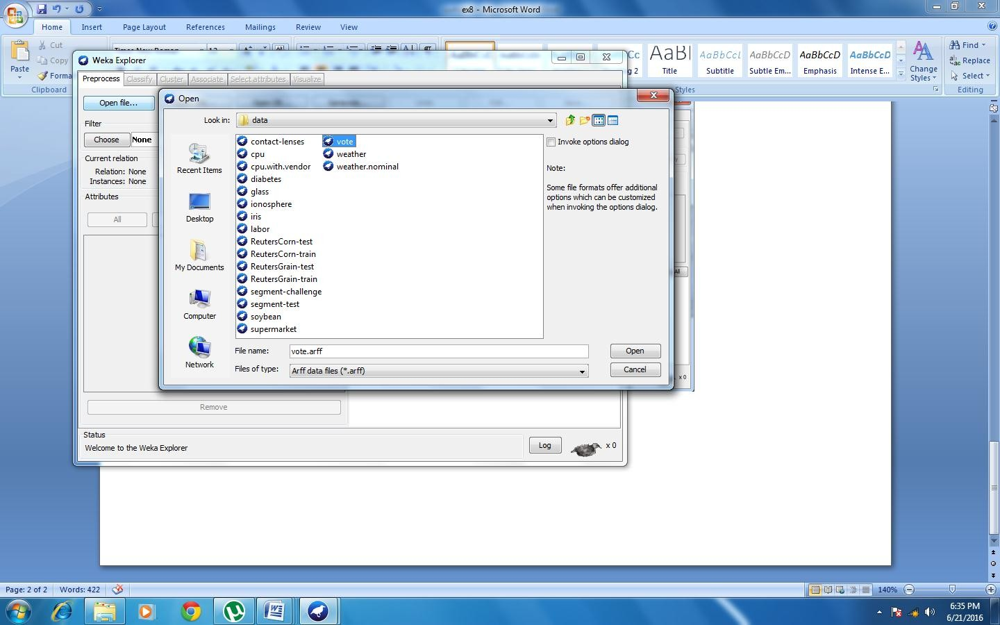 ex8 - Microsoft Word
Home Insert Page Layout References Mailings Review View
Paste
Cut
Copy
Forma
Clipboard
AaBl
Title
AaBbCcL
Subtitle
AaBbCcD
Subtle Em...
AaBbCcD
Emphasis
AaBbCcD
Intense E...
Change
Styles
Styles
Find
Replace
Select
Editing
Weka Explorer
Preprocess Classify Cluster Associate Select attributes Visualize
Open file...
Filter
Choose None
Current relation
Relation: None
Instances: None
Attributes
All
Remove
Status
Welcome to the Weka Explorer
Log
x 0
Open
Look in: data
Recent Items
Desktop
My Documents
Computer
Network
contact-lenses
cpu
cpu.with.vendor
diabetes
glass
ionosphere
iris
labor
ReutersCorn-test
ReutersCorn-train
ReutersGrain-test
ReutersGrain-train
segment-challenge
segment-test
soybean
supermarket
vote
weather
weather.nominal
Invoke options dialog
Note:
Some file formats offer additional
options which can be customized
when invoking the options dialog.
File name: vote.arff
Files of type: Arff data files (*.arff)
Open
Cancel
All
x 0
Page: 2 of 2 Words: 422
140%
6:35 PM
6/21/2016